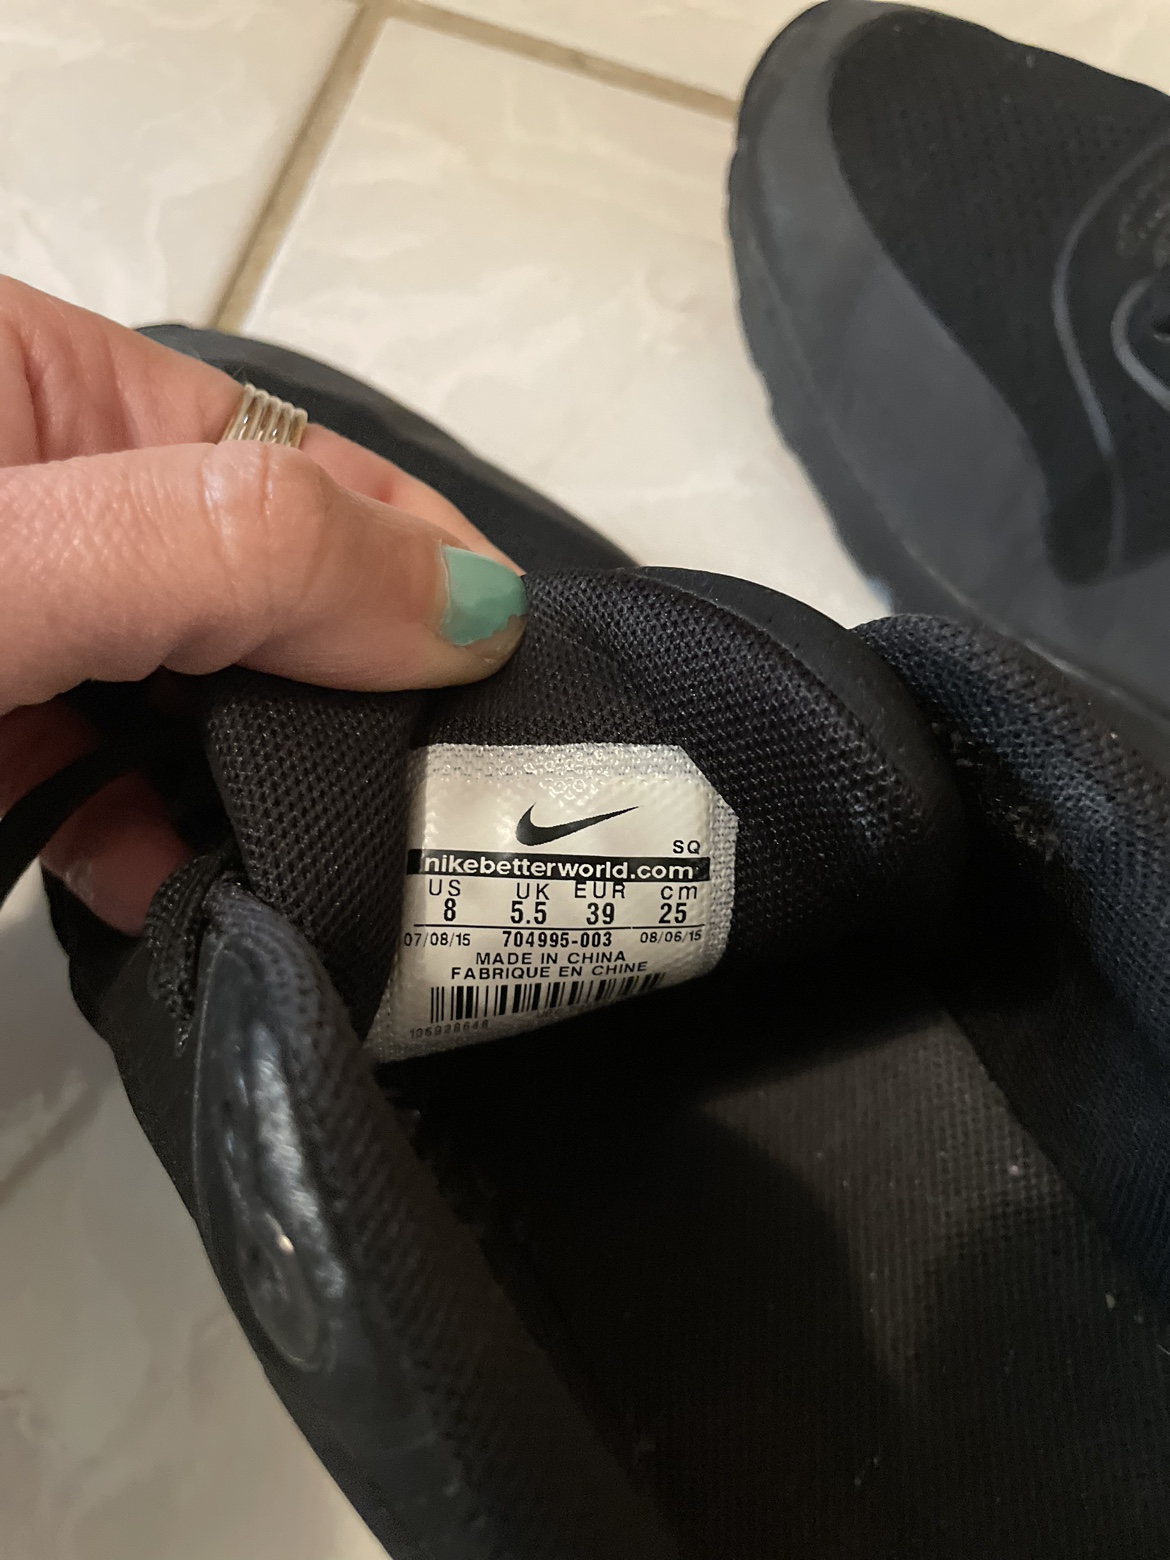 SQ
nikebetterworld.com
US UK EUR cm
8 5.5 39 25
07/08/15 704995-003 08/06/15
MADE IN CHINA
FABRIQUE EN CHINE